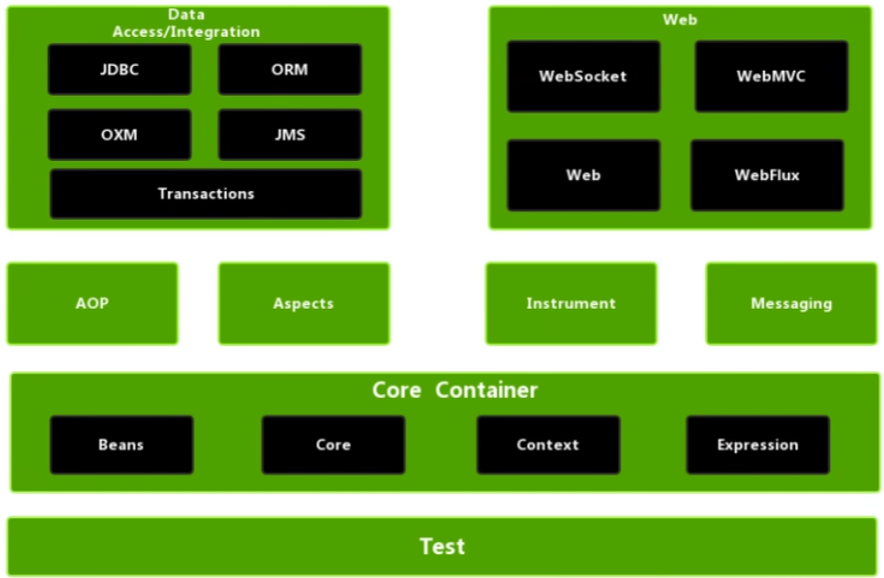 Data
Access/Integration
JDBC
ORM
OXM
JMS
Transactions
Web
WebSocket
WebMVC
Web
WebFlux
AOP
Aspects
Instrument
Messaging
Core Container
Beans
Core
Context
Expression
Test